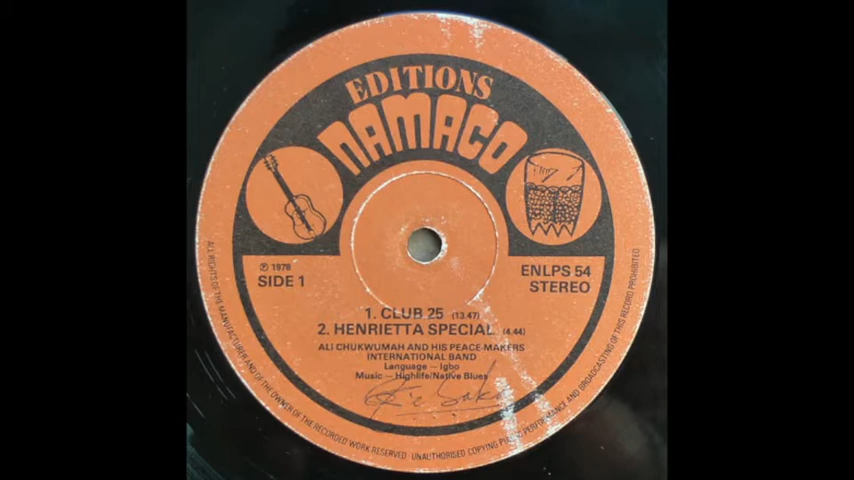 EDITIONS
NAMACO
℗ 1978
SIDE 1
ENLPS 54
STEREO
1. CLUB 25 (13.47)
2. HENRIETTA SPECIAL (4.44)
ALI CHUKWUMAH AND HIS PEACE-MAKERS
INTERNATIONAL BAND
Language – Igbo
Music – Highlife/Native Blues
ALL RIGHTS OF THE MANUFACTURER AND OF THE OWNER OF THE RECORDED WORK RESERVED · UNAUTHORISED COPYING PERFORMANCE AND BROADCASTING OF THIS RECORD PROHIBITED